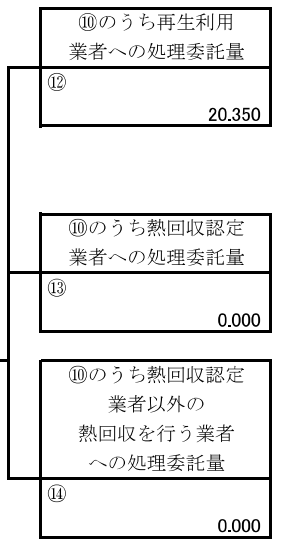 ⑩のうち再生利用
業者への処理委託量
⑫
20.350
⑩のうち熱回収認定
業者への処理委託量
⑬
0.000
⑩のうち熱回収認定
業者以外の
熱回収を行う業者
への処理委託量
⑭
0.000